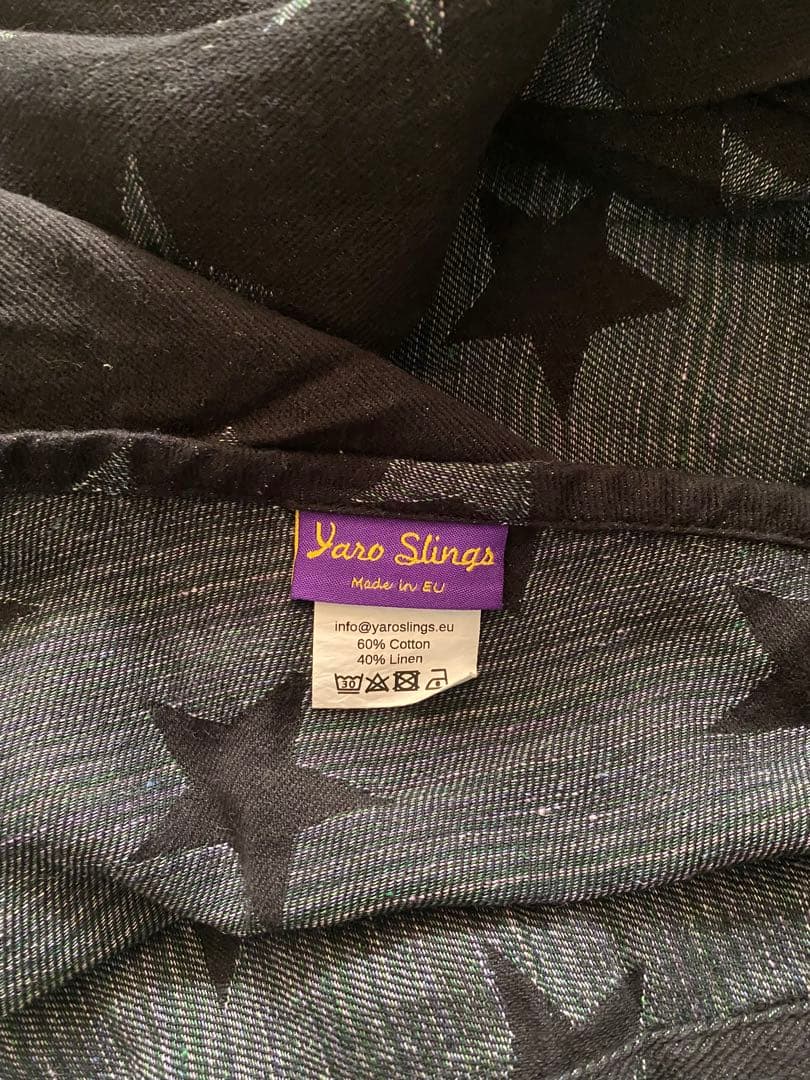 Yaro Slings
Made in EU
info@yaroslings.eu
60% Cotton
40% Linen
30